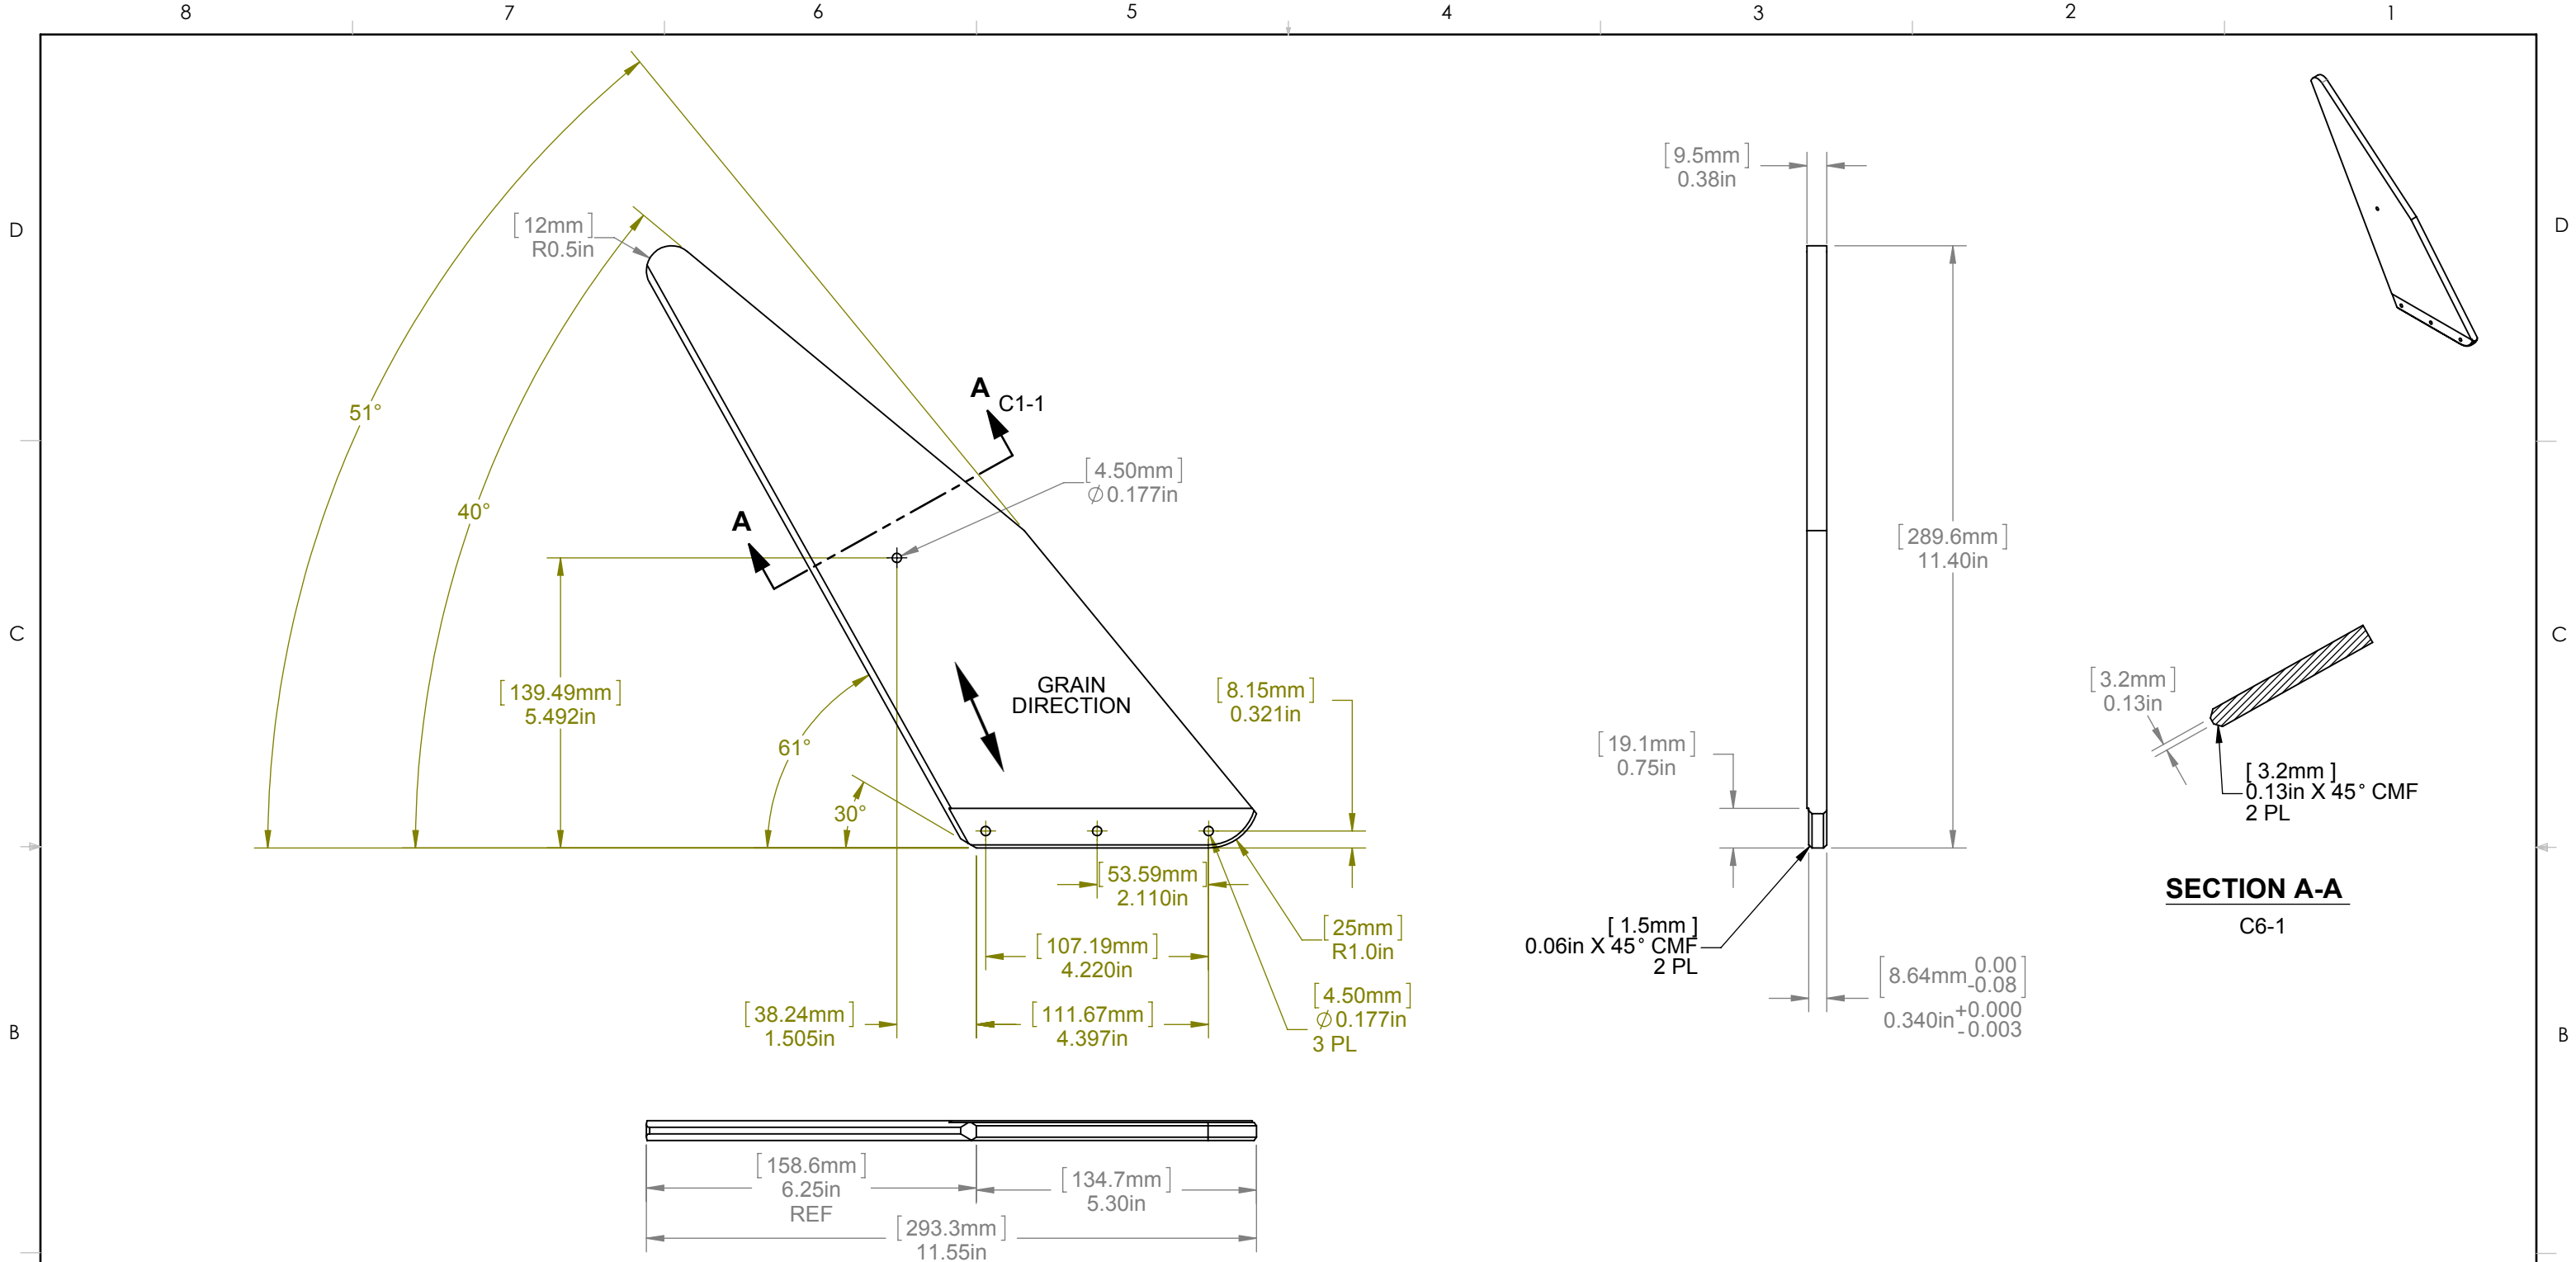 8 7 6 5 4 3 2 1
D
D
C
C
B
B
51°
40°
61°
30°
[12mm]
R0.5in
A
C1-1
A
[4.50mm]
Ø0.177in
[139.49mm]
5.492in
GRAIN
DIRECTION
[8.15mm]
0.321in
[53.59mm]
2.110in
[107.19mm]
4.220in
[38.24mm]
1.505in
[111.67mm]
4.397in
[25mm]
R1.0in
[4.50mm]
Ø0.177in
3 PL
[158.6mm]
6.25in
REF
[134.7mm]
5.30in
[293.3mm]
11.55in
[9.5mm]
0.38in
[289.6mm]
11.40in
[19.1mm]
0.75in
[1.5mm]
0.06in X 45° CMF
2 PL
[8.64mm 0.00 -0.08]
0.340in +0.000 -0.003
[3.2mm]
0.13in
[3.2mm]
0.13in X 45° CMF
2 PL
SECTION A-A
C6-1